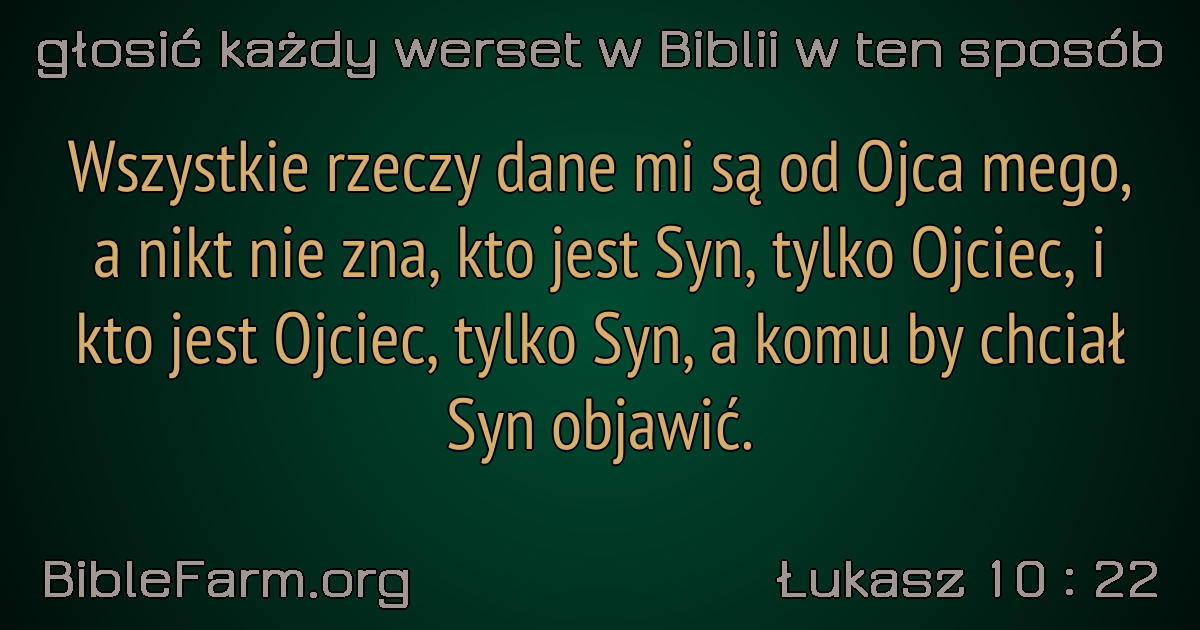 głosić każdy werset w Biblii w ten sposób
Wszystkie rzeczy dane mi są od Ojca mego,
a nikt nie zna, kto jest Syn, tylko Ojciec, i
kto jest Ojciec, tylko Syn, a komu by chciał
Syn objawić.
BibleFarm.org
Łukasz 10 : 22